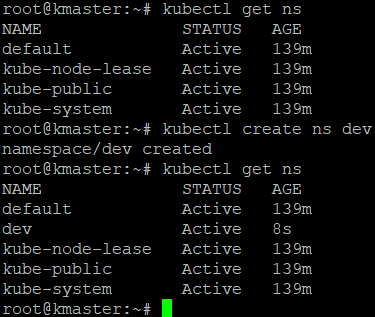 root@kmaster:~# kubectl get ns
NAME              STATUS   AGE
default           Active   139m
kube-node-lease   Active   139m
kube-public       Active   139m
kube-system       Active   139m
root@kmaster:~# kubectl create ns dev
namespace/dev created
root@kmaster:~# kubectl get ns
NAME              STATUS   AGE
default           Active   139m
dev               Active   8s
kube-node-lease   Active   139m
kube-public       Active   139m
kube-system       Active   139m
root@kmaster:~#